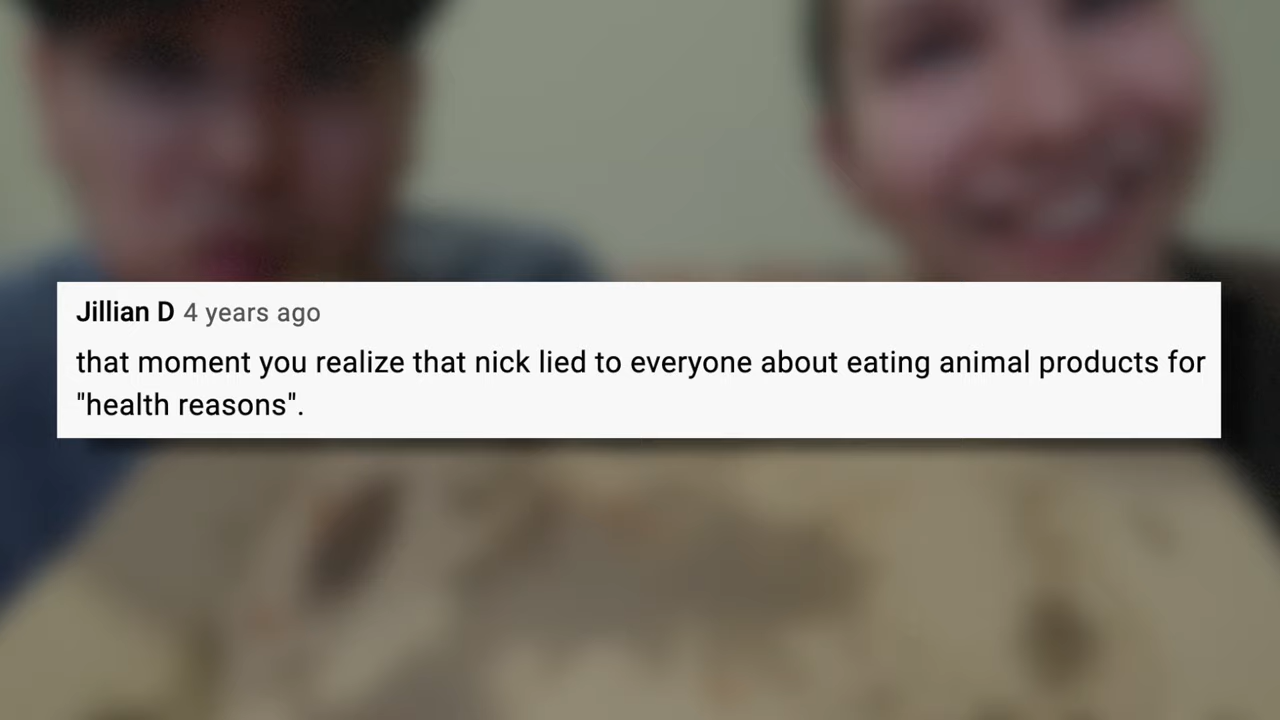 Jillian D 4 years ago
that moment you realize that nick lied to everyone about eating animal products for
"health reasons".